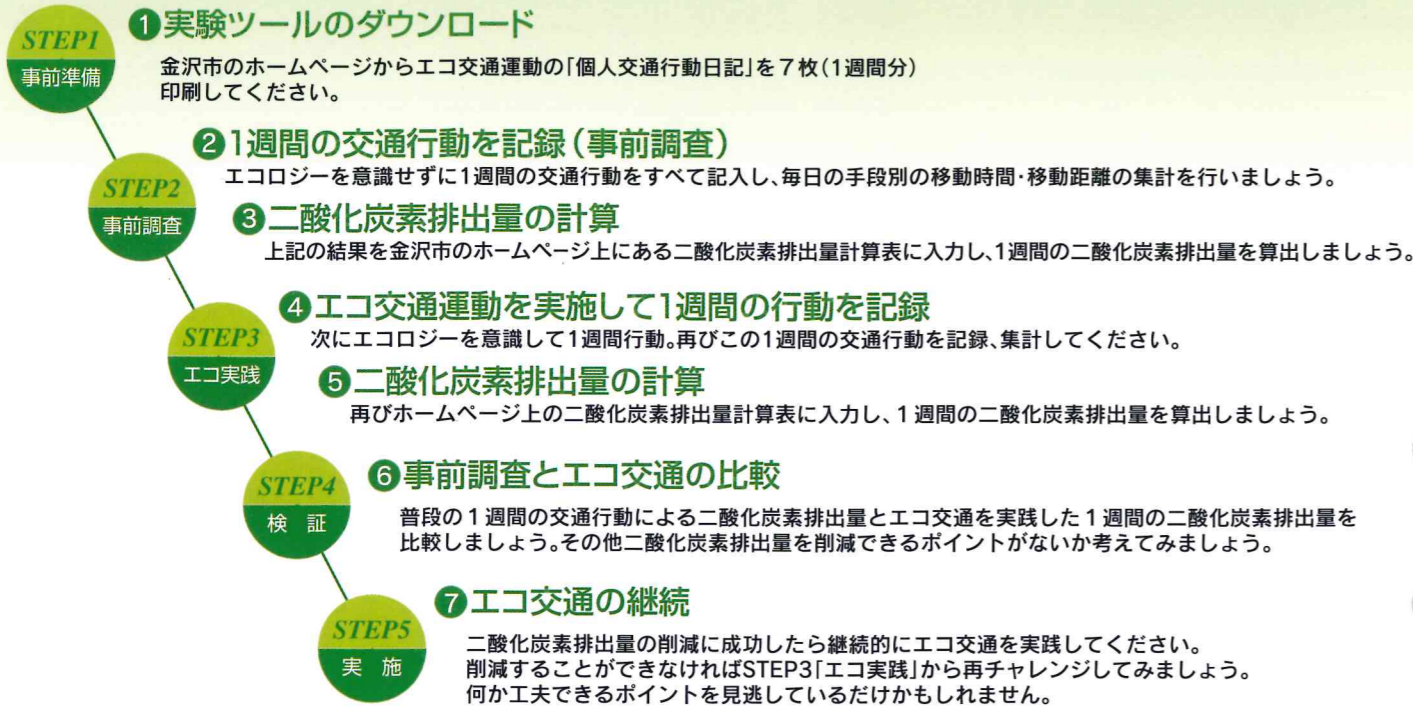 STEP1
事前準備
❶実験ツールのダウンロード
金沢市のホームページからエコ交通運動の「個人交通行動日記」を７枚(1週間分)
印刷してください。
STEP2
事前調査
❷1週間の交通行動を記録(事前調査)
エコロジーを意識せずに1週間の交通行動をすべて記入し、毎日の手段別の移動時間･移動距離の集計を行いましょう。
❸二酸化炭素排出量の計算
上記の結果を金沢市のホームページ上にある二酸化炭素排出量計算表に入力し、1週間の二酸化炭素排出量を算出しましょう。
STEP3
エコ実践
❹エコ交通運動を実施して1週間の行動を記録
次にエコロジーを意識して1週間行動。再びこの1週間の交通行動を記録、集計してください。
❺二酸化炭素排出量の計算
再びホームページ上の二酸化炭素排出量計算表に入力し、１週間の二酸化炭素排出量を算出しましょう。
STEP4
検 証
❻事前調査とエコ交通の比較
普段の１週間の交通行動による二酸化炭素排出量とエコ交通を実践した１週間の二酸化炭素排出量を
比較しましょう。その他二酸化炭素排出量を削減できるポイントがないか考えてみましょう。
STEP5
実 施
❼エコ交通の継続
二酸化炭素排出量の削減に成功したら継続的にエコ交通を実践してください。
削減することができなければSTEP3「エコ実践」から再チャレンジしてみましょう。
何か工夫できるポイントを見逃しているだけかもしれません。